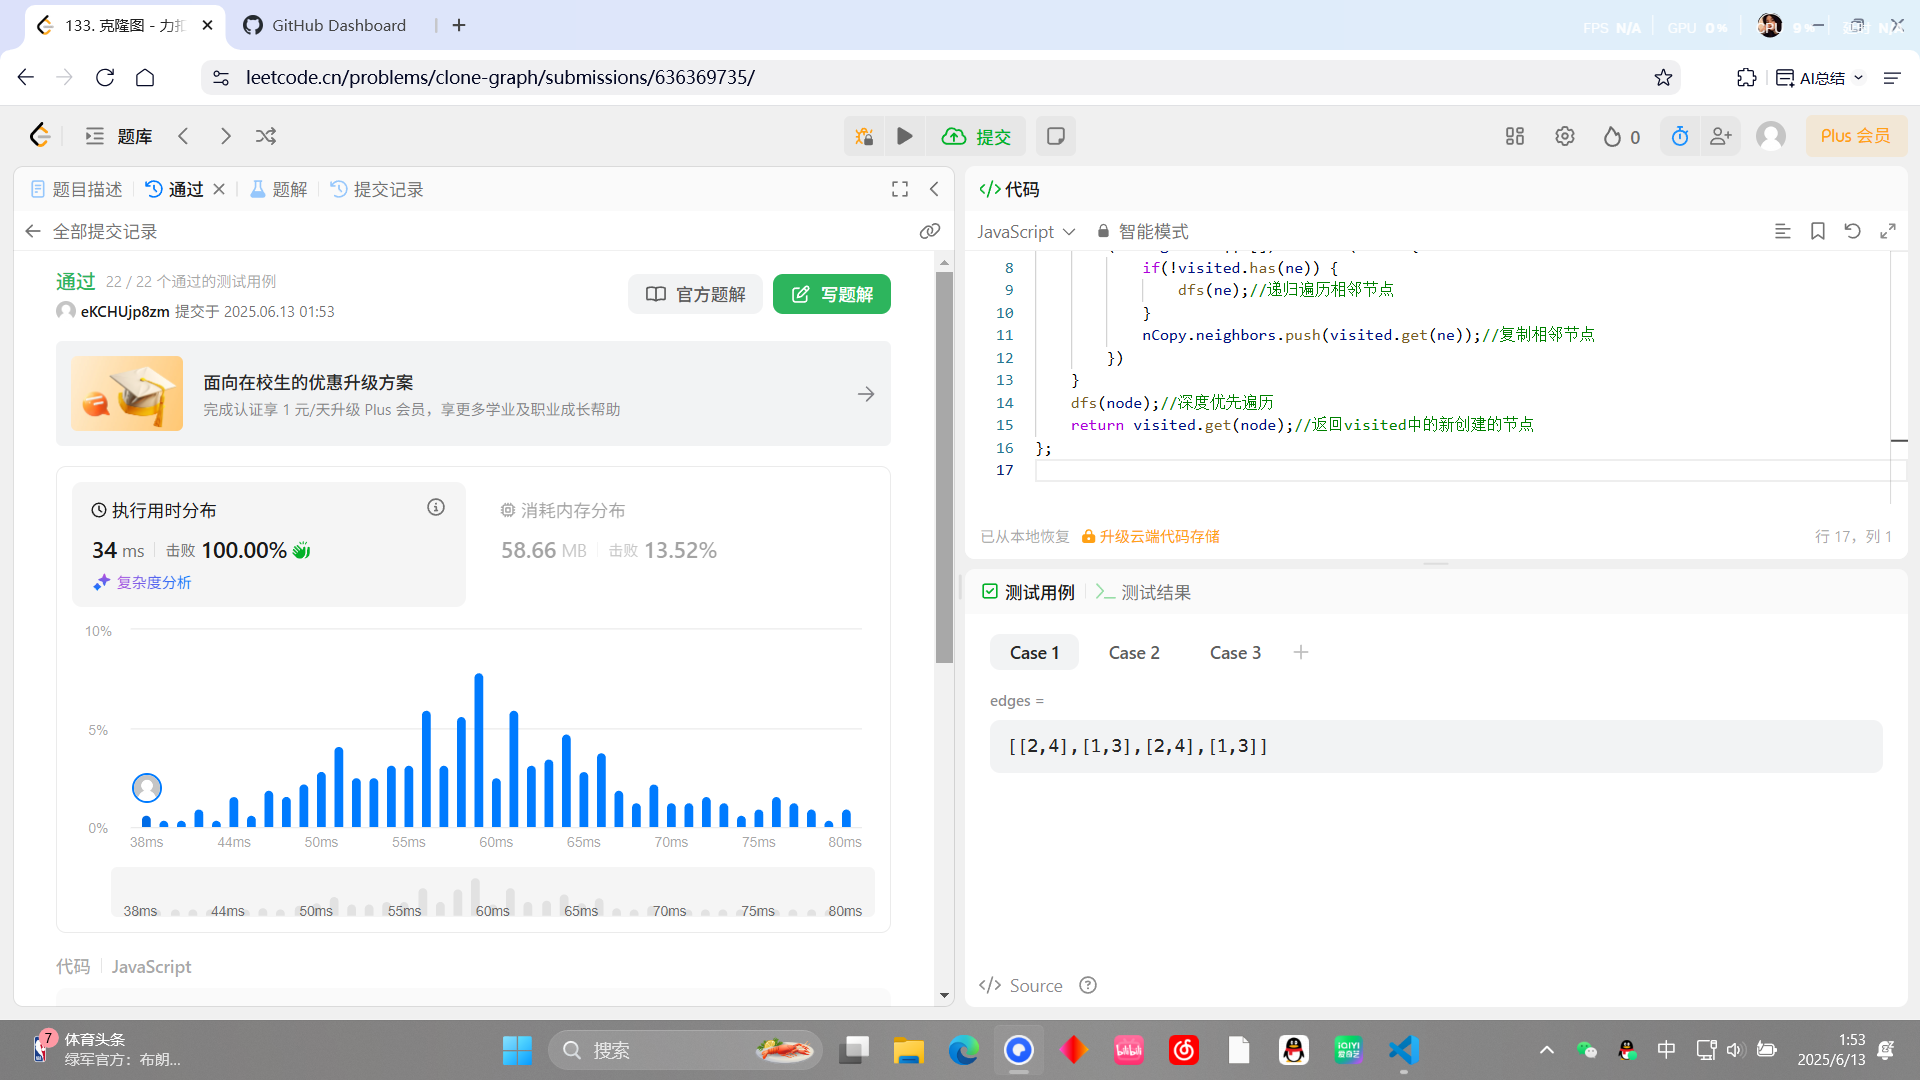 133. 克隆图 - 力扣
GitHub Dashboard
FPS N/A
GPU 0%
CPU 9%
N/A
leetcode.cn/problems/clone-graph/submissions/636369735/
AI总结
题库
提交
0
Plus 会员
题目描述
通过
题解
提交记录
全部提交记录
通过 22 / 22 个通过的测试用例
eKCHUjp8zm 提交于 2025.06.13 01:53
官方题解
写题解
面向在校生的优惠升级方案
完成认证享 1 元/天升级 Plus 会员，享更多学业及职业成长帮助
执行用时分布
34 ms 击败 100.00%
复杂度分析
消耗内存分布
58.66 MB 击败 13.52%
10%
5%
0%
38ms 44ms 50ms 55ms 60ms 65ms 70ms 75ms 80ms
38ms 44ms 50ms 55ms 60ms 65ms 70ms 75ms 80ms
代码 JavaScript
</>代码
JavaScript
智能模式
8 if(!visited.has(ne)) {
9 dfs(ne);//递归遍历相邻节点
10 }
11 nCopy.neighbors.push(visited.get(ne));//复制相邻节点
12 })
13 }
14 dfs(node);//深度优先遍历
15 return visited.get(node);//返回visited中的新创建的节点
16 };
17
已从本地恢复 升级云端代码存储
行 17，列 1
测试用例
测试结果
Case 1
Case 2
Case 3
edges =
[[2,4],[1,3],[2,4],[1,3]]
</> Source
7
体育头条
绿军官方：布朗...
搜索
bilibili
iQIYI
爱奇艺
中
1:53
2025/6/13